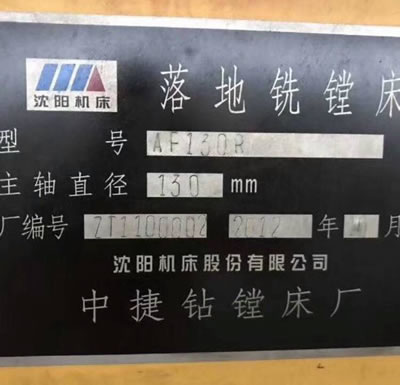 沈阳机床
落地铣镗床
型 号 AF130R
主轴直径 130 mm
厂编号 ZT1100002 2012 年 月
沈阳机床股份有限公司
中捷钻镗床厂